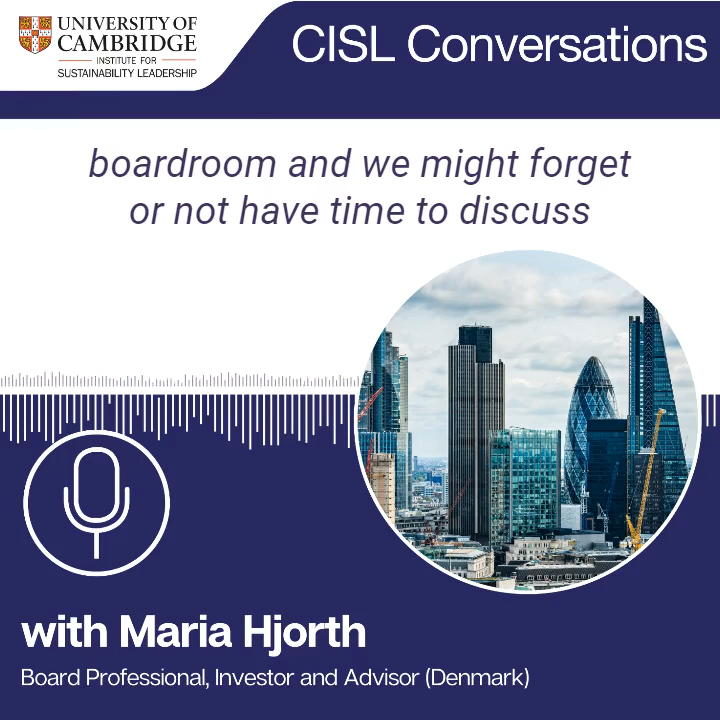 UNIVERSITY OF
CAMBRIDGE
INSTITUTE FOR
SUSTAINABILITY LEADERSHIP
CISL Conversations
boardroom and we might forget
or not have time to discuss
with Maria Hjorth
Board Professional, Investor and Advisor (Denmark)